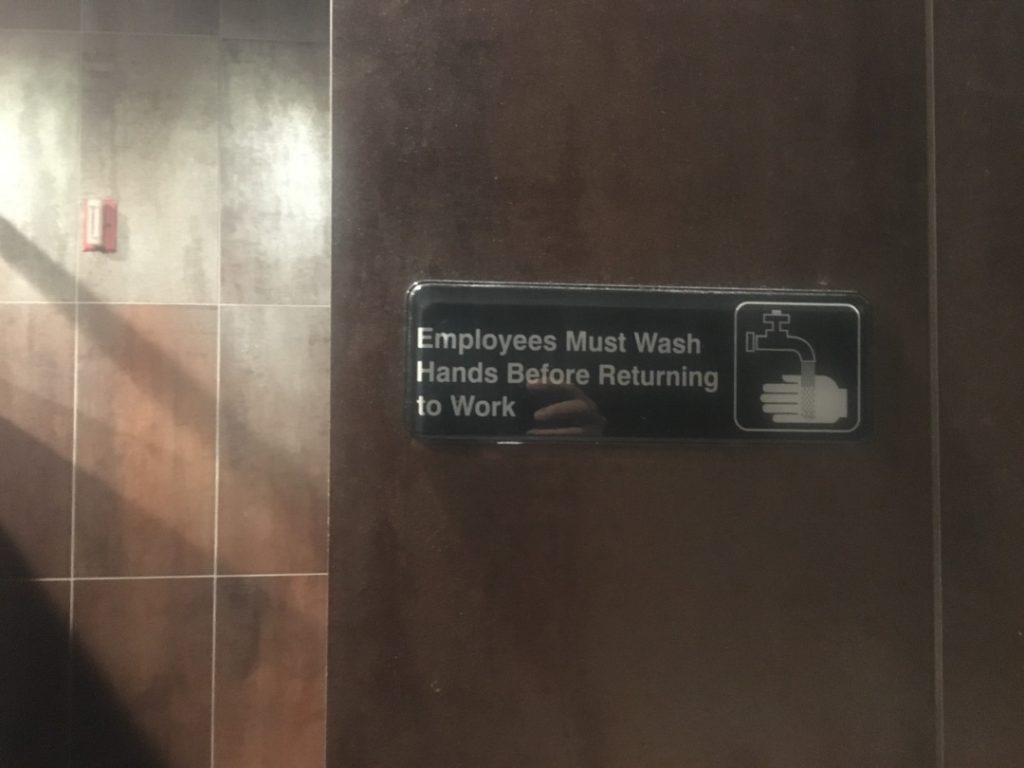 Employees Must Wash
Hands Before Returning
to Work